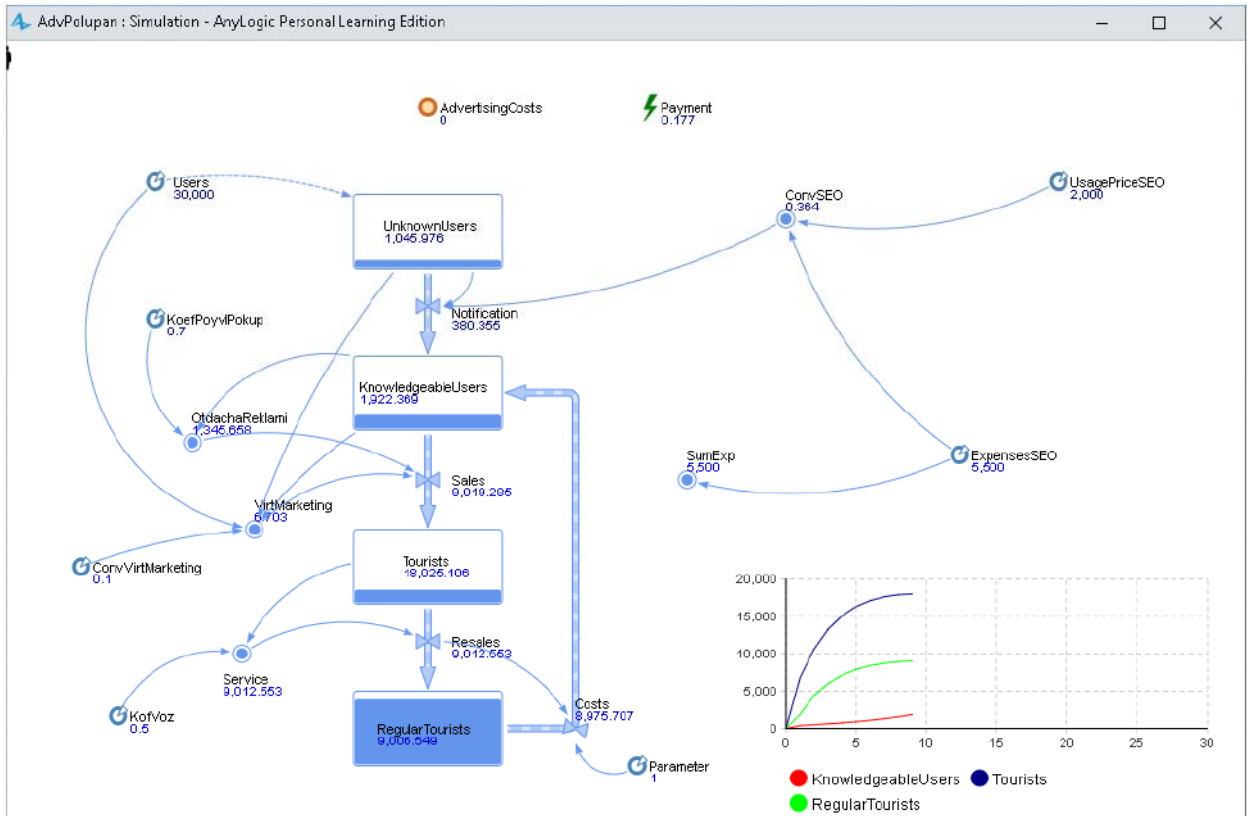 AdvPolupan : Simulation - AnyLogic Personal Learning Edition
AdvertisingCosts
0
Payment
0.177
Users
30,000
UsagePriceSEO
2,000
ConvSEO
0.364
UnknownUsers
1,045.976
Notification
380.355
KoefPoyvlPokup
0.7
KnowledgeableUsers
1,922.369
OtdachaReklami
1,345.658
SumExp
5,500
ExpensesSEO
5,500
Sales
9,019.295
VirtMarketing
6.703
ConvVirtMarketing
0.1
Tourists
18,025.106
Resales
9,012.553
Service
9,012.553
KofVoz
0.5
Costs
8,975.707
RegularTourists
9,006.549
Parameter
1
20,000
15,000
10,000
5,000
0
0 5 10 15 20 25 30
KnowledgeableUsers Tourists
RegularTourists